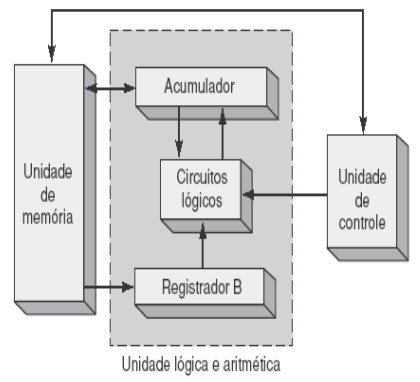 Acumulador
Unidade
de
memória
Circuitos
lógicos
Unidade
de
controle
Registrador B
Unidade lógica e aritmética